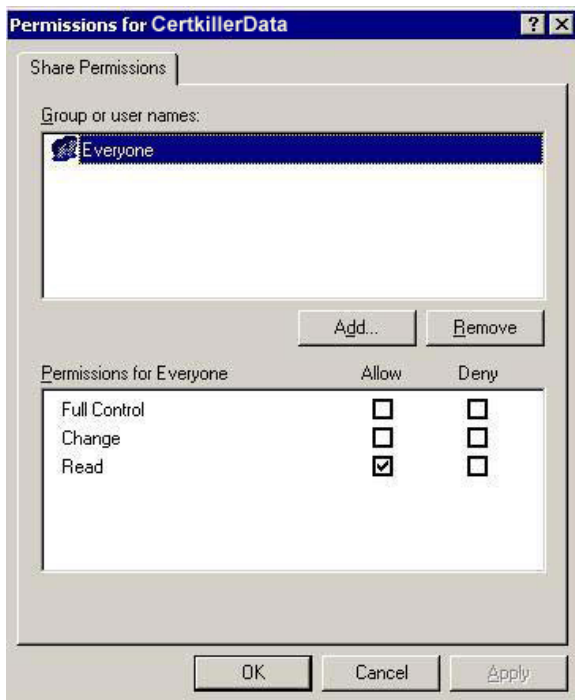 Permissions for CertkillerData
Share Permissions
Group or user names:
Everyone
Add... Remove
Permissions for Everyone Allow Deny
Full Control
Change
Read
OK Cancel Apply